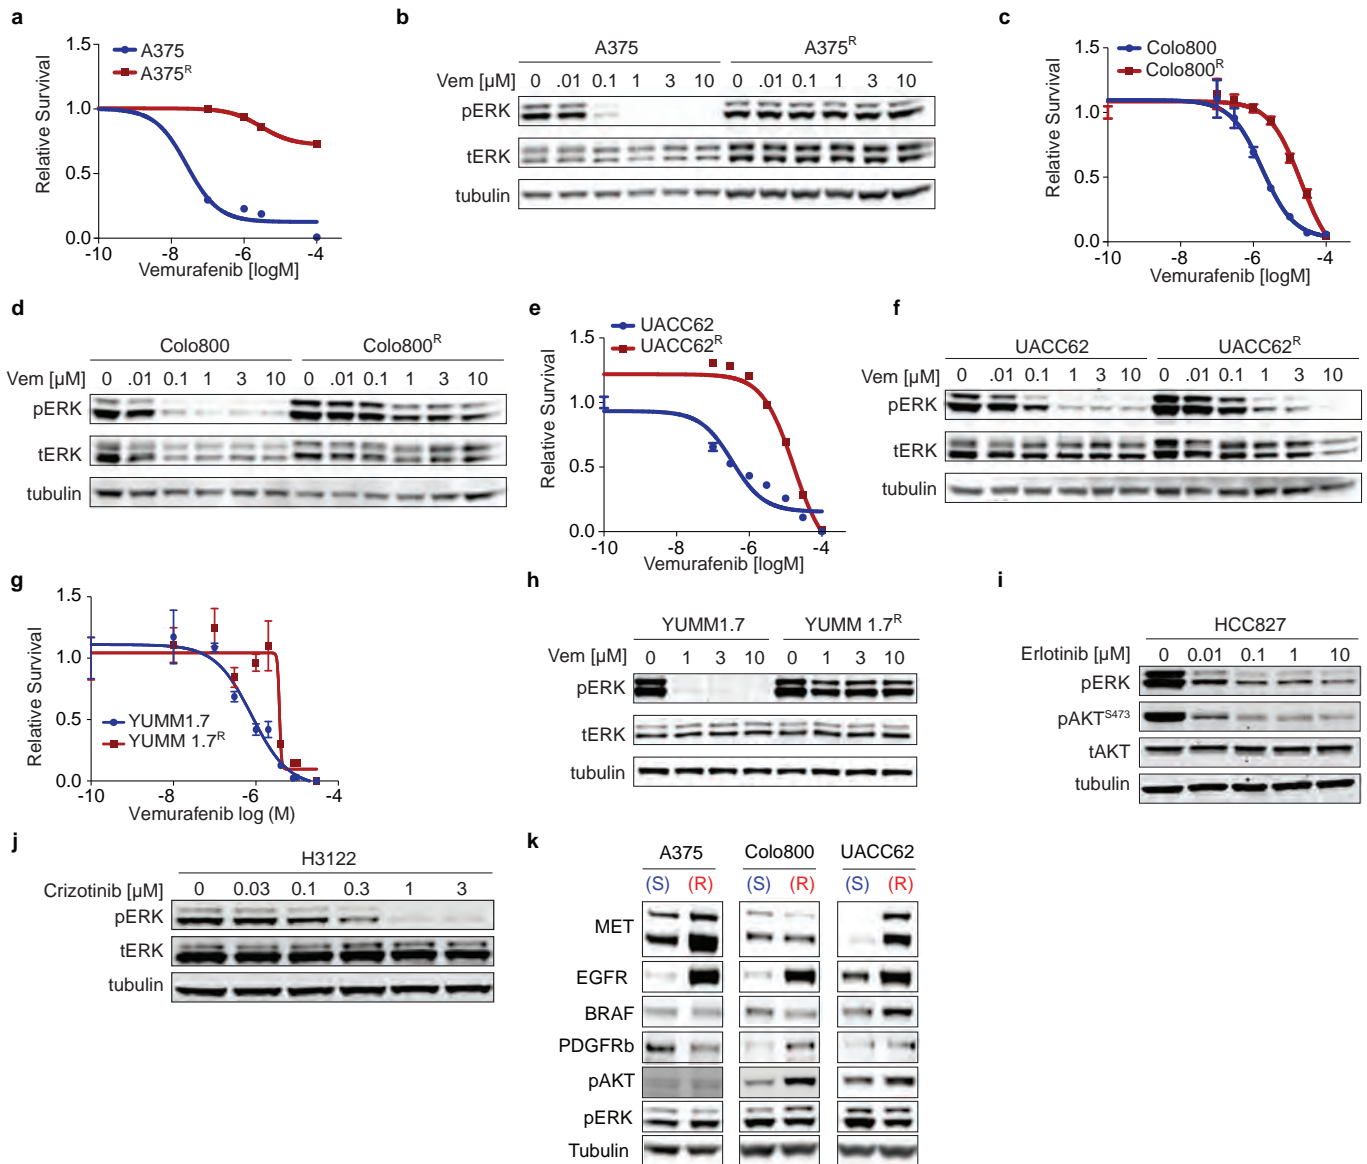 a
1.5
1.0
0.5
0.0
-10 -8 -6 -4
Relative Survival
Vemurafenib [logM]
A375
A375R
b
A375 A375R
Vem [µM] 0 .01 0.1 1 3 10 0 .01 0.1 1 3 10
pERK
tERK
tubulin
c
1.5
1.0
0.5
0.0
-10 -8 -6 -4
Relative Survival
Vemurafenib [logM]
Colo800
Colo800R
d
Colo800 Colo800R
Vem [µM] 0 .01 0.1 1 3 10 0 .01 0.1 1 3 10
pERK
tERK
tubulin
e
1.5
1.0
0.5
0.0
-10 -8 -6 -4
Relative Survival
Vemurafenib [logM]
UACC62
UACC62R
f
UACC62 UACC62R
Vem [µM] 0 .01 0.1 1 3 10 0 .01 0.1 1 3 10
pERK
tERK
tubulin
g
1.5
1.0
0.5
0.0
-10 -8 -6 -4
Relative Survival
Vemurafenib log (M)
YUMM1.7
YUMM 1.7R
h
YUMM1.7 YUMM 1.7R
Vem [µM] 0 1 3 10 0 1 3 10
pERK
tERK
tubulin
i
HCC827
Erlotinib [µM] 0 0.01 0.1 1 10
pERK
pAKTS473
tAKT
tubulin
j
H3122
Crizotinib [µM] 0 0.03 0.1 0.3 1 3
pERK
tERK
tubulin
k
A375 Colo800 UACC62
(S) (R) (S) (R) (S) (R)
MET
EGFR
BRAF
PDGFRb
pAKT
pERK
Tubulin